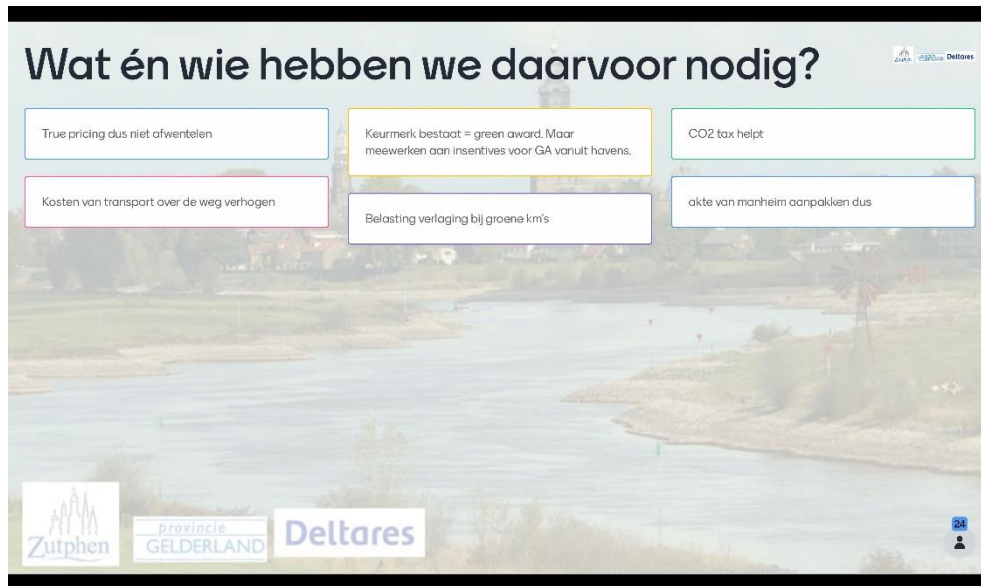 Wat én wie hebben we daarvoor nodig?
Zutphen
Deltares
True pricing dus niet afwentelen
Keurmerk bestaat = green award. Maar
meewerken aan insentives voor GA vanuit havens.
CO2 tax helpt
Kosten van transport over de weg verhogen
Belasting verlaging bij groene km's
akte van manheim aanpakken dus
Zutphen
provincie
GELDERLAND
Deltares
24